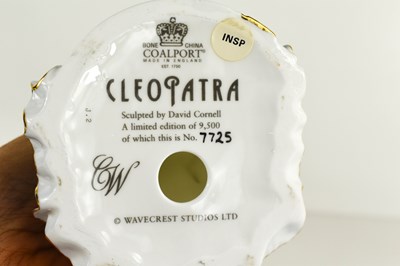 BONE CHINA
INSP
COALPORT
MADE IN ENGLAND
EST 1750
CLEOPATRA
Sculpted by David Cornell
A limited edition of 9,500
of which this is No. 7725
CW
© WAVECREST STUDIOS LTD